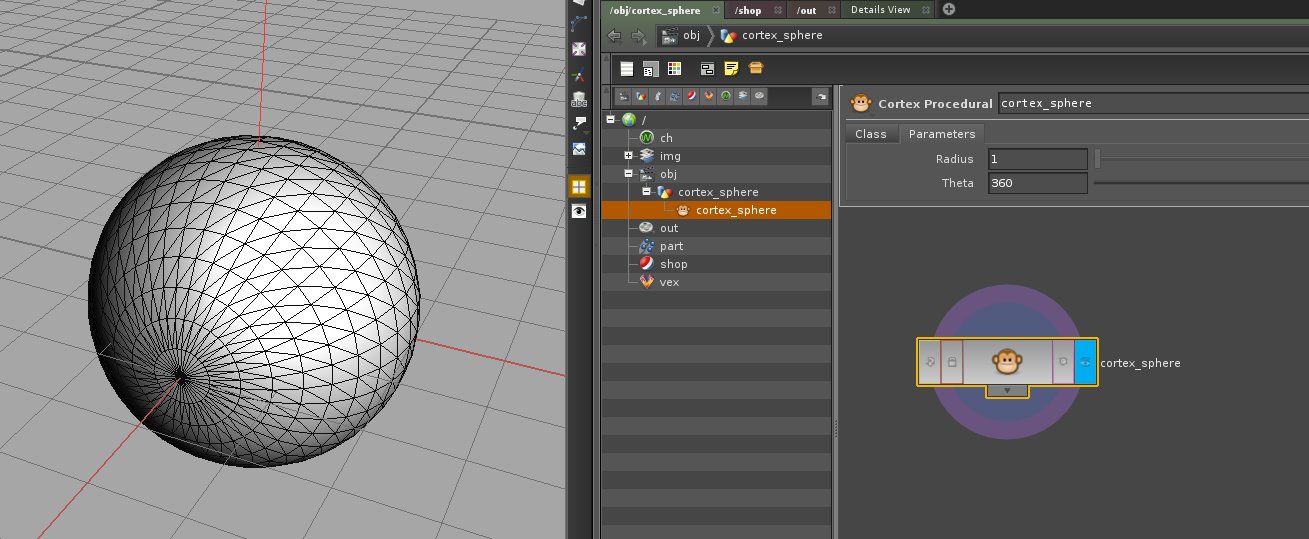 /obj/cortex_sphere
/shop
/out
Details View
obj
cortex_sphere
abc
Cortex Procedural
cortex_sphere
Class
Parameters
Radius
1
Theta
360
/
ch
img
obj
cortex_sphere
cortex_sphere
out
part
shop
vex
cortex_sphere